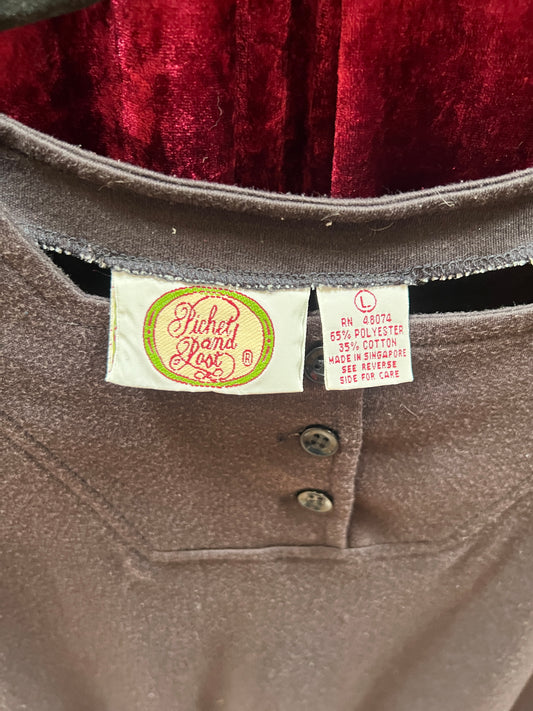 Picket
and
Post
®
L
RN 48074
65% POLYESTER
35% COTTON
MADE IN SINGAPORE
SEE REVERSE
SIDE FOR CARE